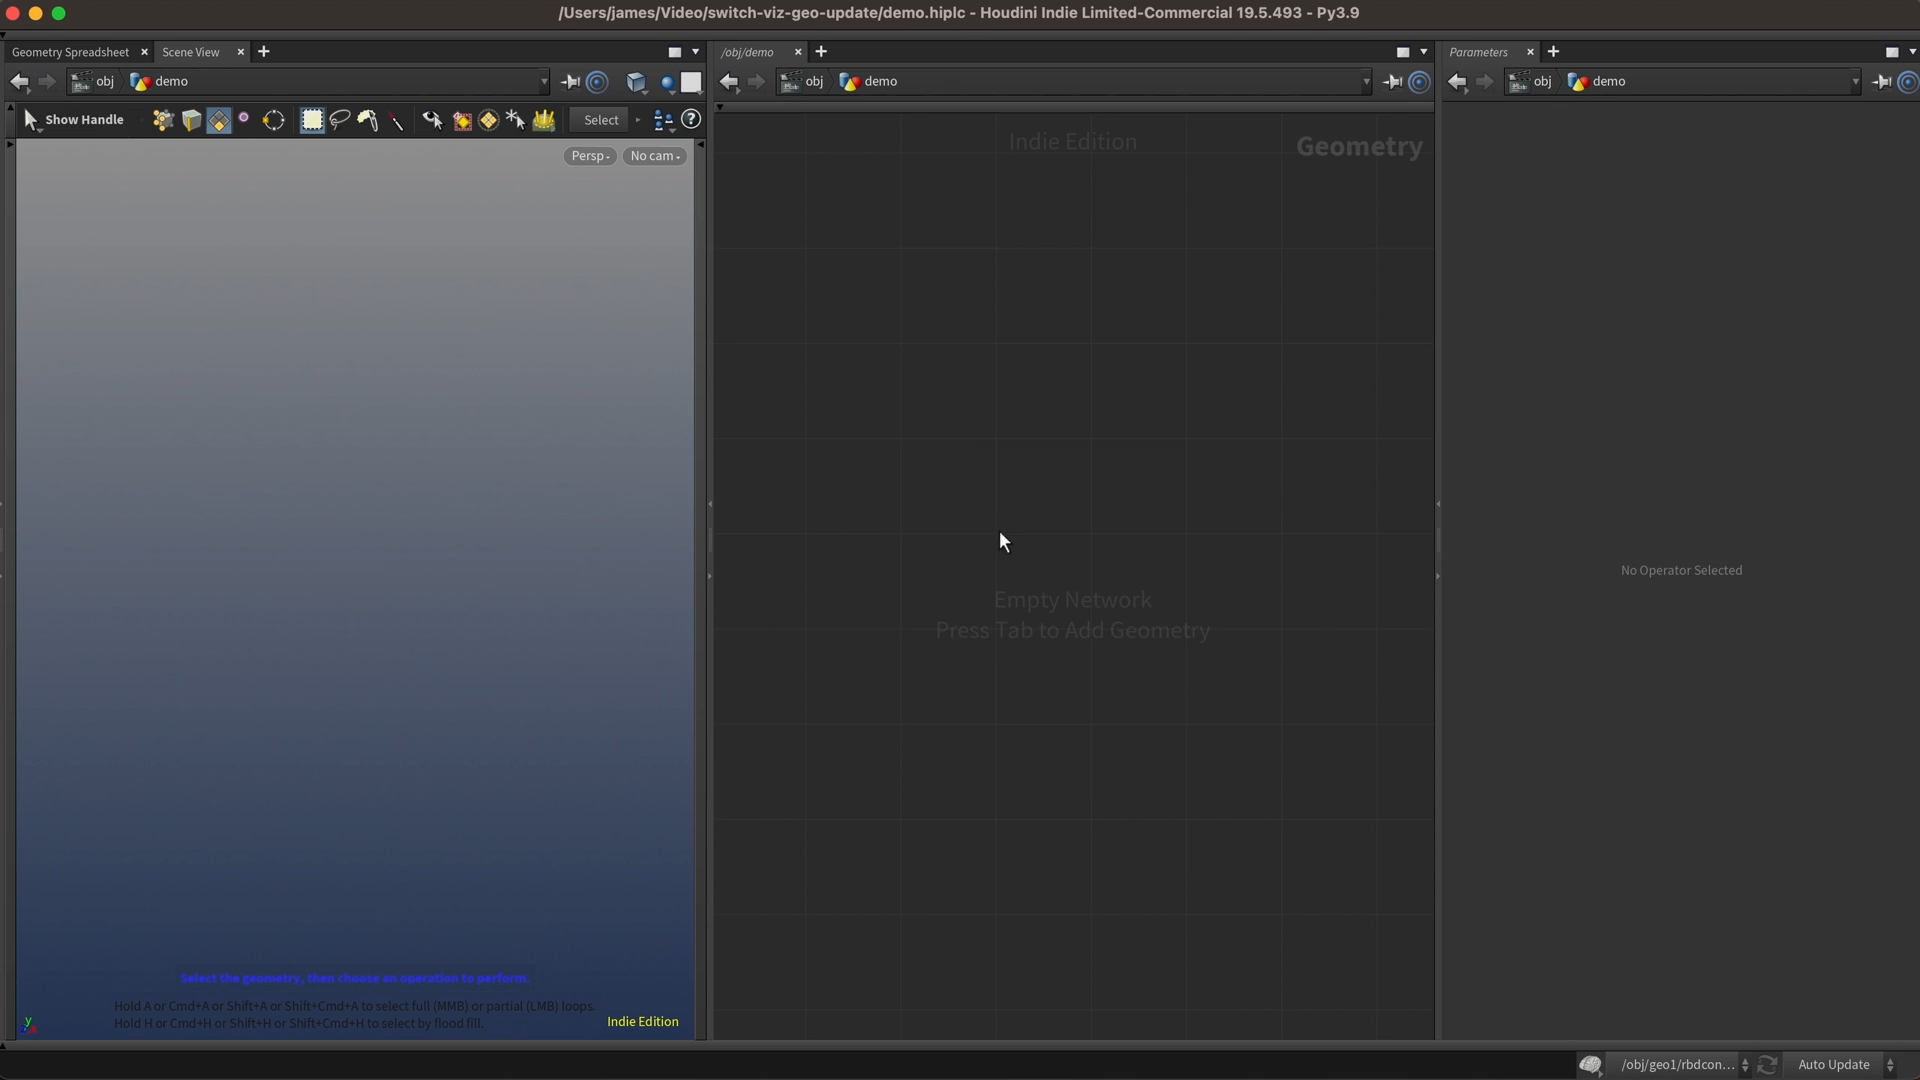 /Users/james/Video/switch-viz-geo-update/demo.hiplc - Houdini Indie Limited-Commercial 19.5.493 - Py3.9
Geometry Spreadsheet
Scene View
obj
demo
Show Handle
Select
Persp
No cam
Select the geometry, then choose an operation to perform.
Hold A or Cmd+A or Shift+A or Shift+Cmd+A to select full (MMB) or partial (LMB) loops.
Hold H or Cmd+H or Shift+H or Shift+Cmd+H to select by flood fill.
Indie Edition
y
/obj/demo
obj
demo
Indie Edition
Geometry
Empty Network
Press Tab to Add Geometry
Parameters
obj
demo
No Operator Selected
/obj/geo1/rbdcon...
Auto Update